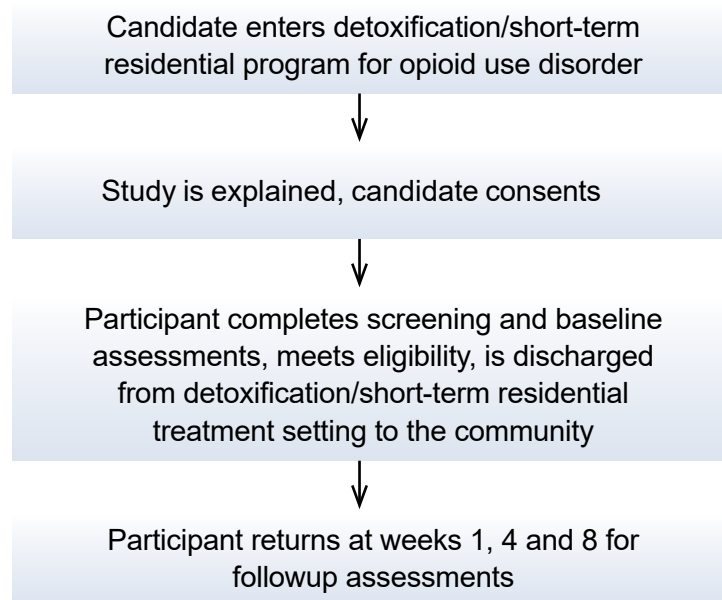 Candidate enters detoxification/short-term
residential program for opioid use disorder
Study is explained, candidate consents
Participant completes screening and baseline
assessments, meets eligibility, is discharged
from detoxification/short-term residential
treatment setting to the community
Participant returns at weeks 1, 4 and 8 for
followup assessments